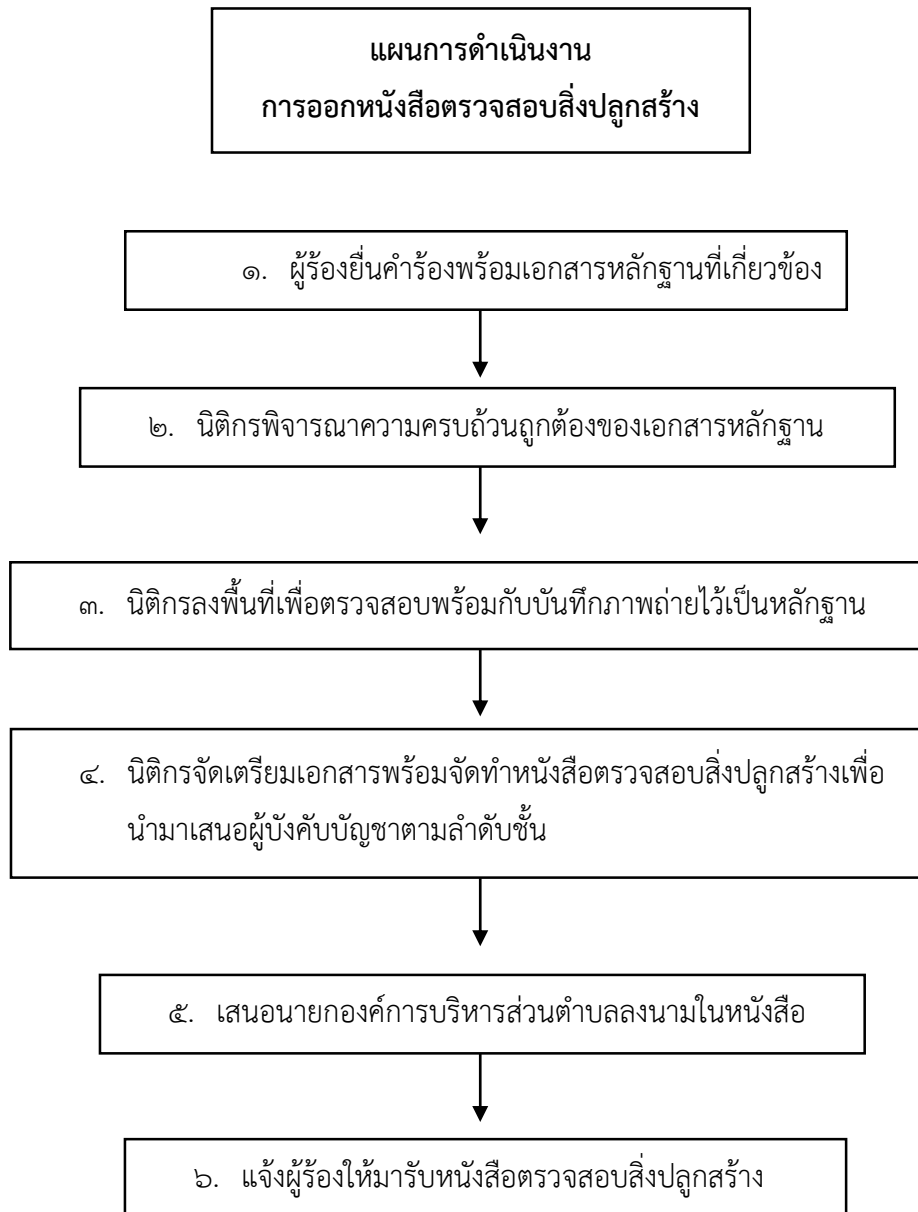 แผนการดำเนินงาน
การออกหนังสือตรวจสอบสิ่งปลูกสร้าง
๑. ผู้ร้องยื่นคำร้องพร้อมเอกสารหลักฐานที่เกี่ยวข้อง
๒. นิติกรพิจารณาความครบถ้วนถูกต้องของเอกสารหลักฐาน
๓. นิติกรลงพื้นที่เพื่อตรวจสอบพร้อมกับบันทึกภาพถ่ายไว้เป็นหลักฐาน
๔. นิติกรจัดเตรียมเอกสารพร้อมจัดทำหนังสือตรวจสอบสิ่งปลูกสร้างเพื่อ
นำมาเสนอผู้บังคับบัญชาตามลำดับชั้น
๕. เสนอนายกองค์การบริหารส่วนตำบลลงนามในหนังสือ
๖. แจ้งผู้ร้องให้มารับหนังสือตรวจสอบสิ่งปลูกสร้าง